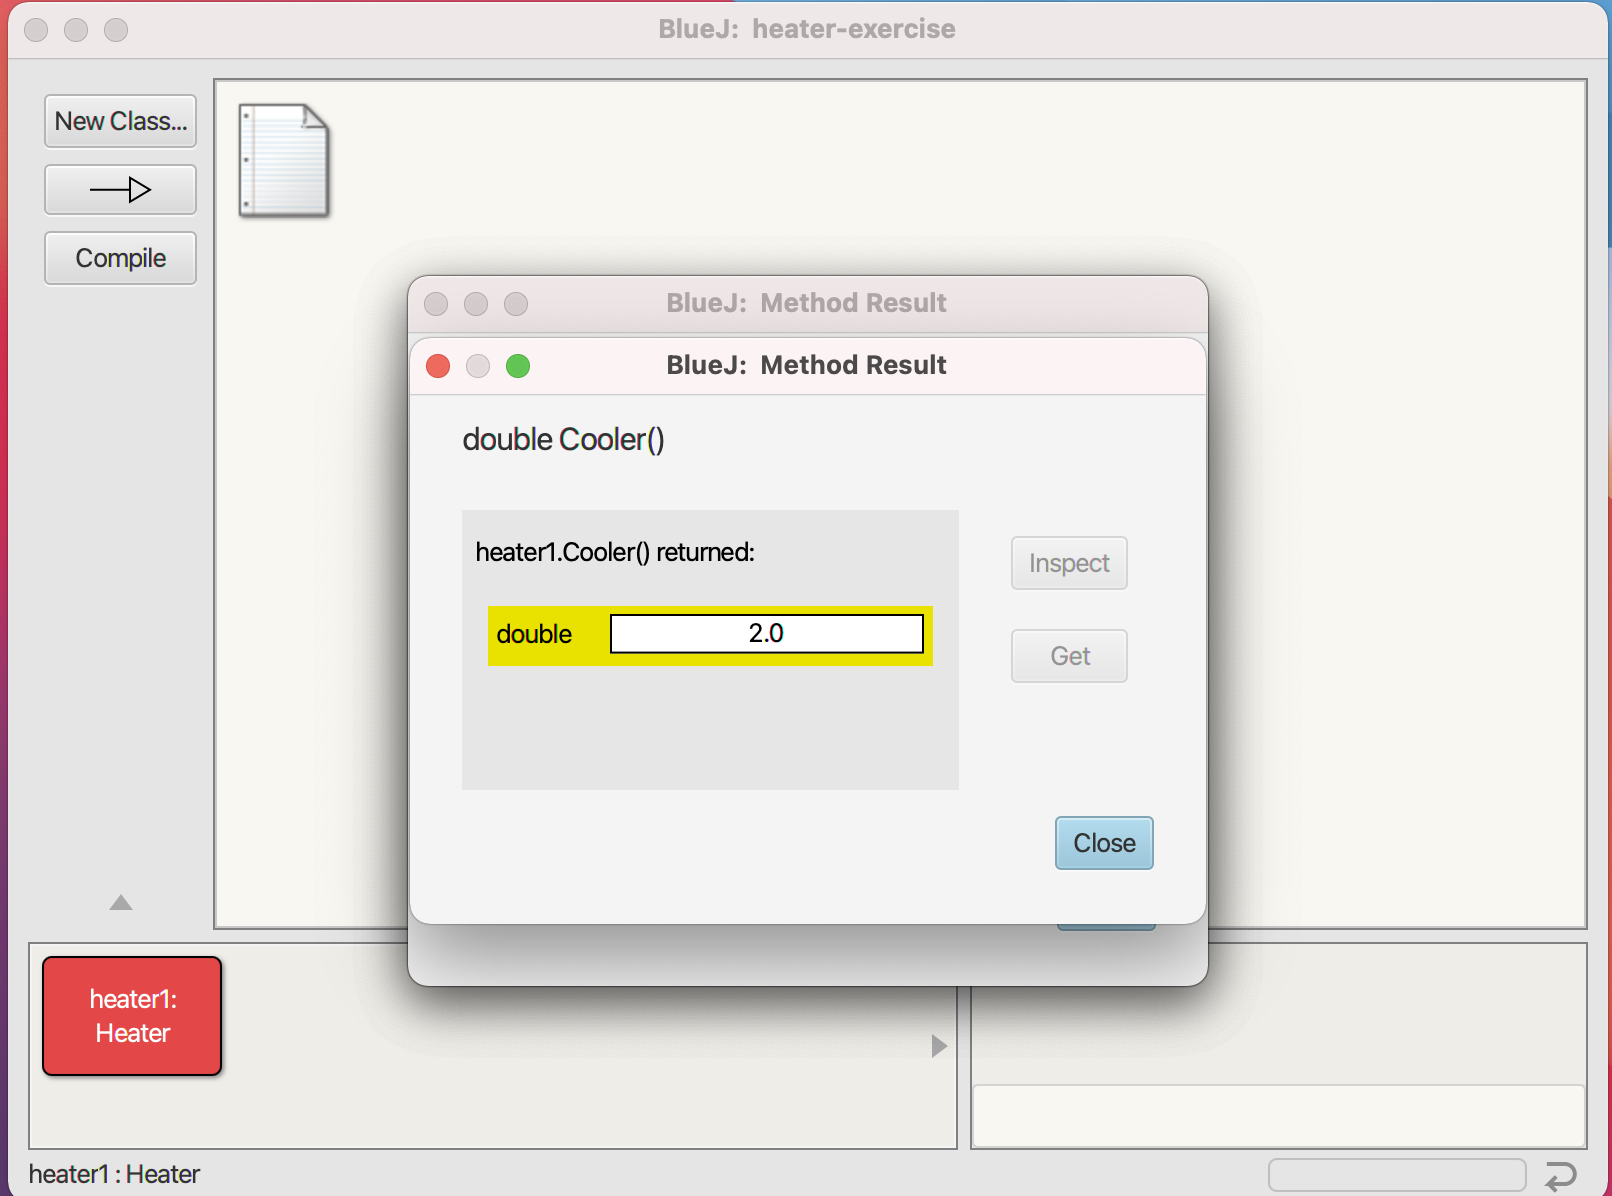 BlueJ: heater-exercise
New Class...
Compile
BlueJ: Method Result
BlueJ: Method Result
double Cooler()
heater1.Cooler() returned:
double 2.0
Inspect
Get
Close
heater1:
Heater
heater1 : Heater